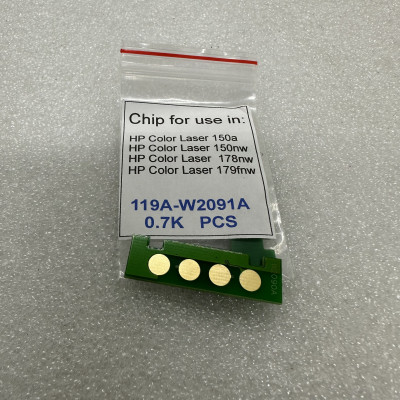 Chip for use in:
HP Color Laser 150a
HP Color Laser 150nw
HP Color Laser 178nw
HP Color Laser 179fnw
119A-W2091A
0.7K PCS